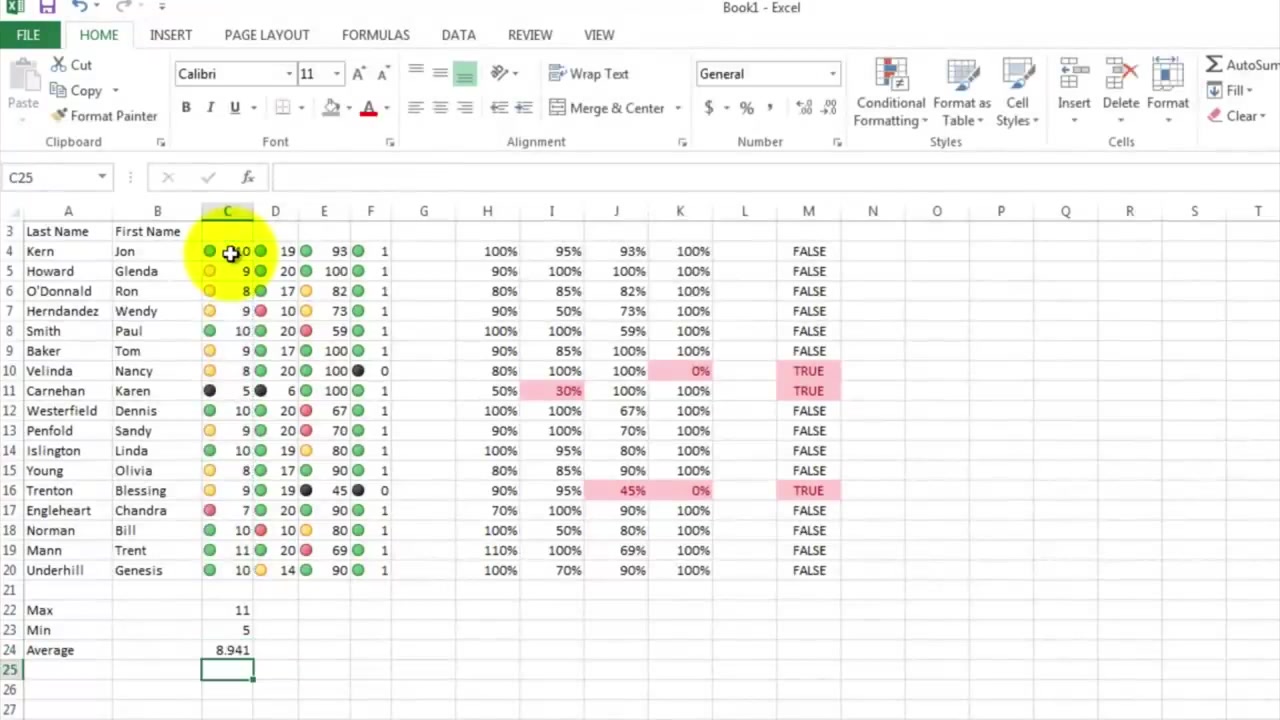 Book1 - Excel
FILE HOME INSERT PAGE LAYOUT FORMULAS DATA REVIEW VIEW
Cut
Copy
Format Painter
Paste
Calibri 11 A A
B I U A
Wrap Text
Merge & Center
General
$ % , .00 .0
Conditional Formatting
Format as Table
Cell Styles
Insert Delete Format
AutoSum
Fill
Clear
Clipboard Font Alignment Number Styles Cells
C25 fx
A B C D E F G H I J K L M N O P Q R S T
3 Last Name First Name
4 Kern Jon 10 19 93 1 100% 95% 93% 100% FALSE
5 Howard Glenda 9 20 100 1 90% 100% 100% 100% FALSE
6 O'Donnald Ron 8 17 82 1 80% 85% 82% 100% FALSE
7 Herndandez Wendy 9 10 73 1 90% 50% 73% 100% FALSE
8 Smith Paul 10 20 59 1 100% 100% 59% 100% FALSE
9 Baker Tom 9 17 100 1 90% 85% 100% 100% FALSE
10 Velinda Nancy 8 20 100 0 80% 100% 100% 0% TRUE
11 Carnehan Karen 5 6 100 1 50% 30% 100% 100% TRUE
12 Westerfield Dennis 10 20 67 1 100% 100% 67% 100% FALSE
13 Penfold Sandy 9 20 70 1 90% 100% 70% 100% FALSE
14 Islington Linda 10 19 80 1 100% 95% 80% 100% FALSE
15 Young Olivia 8 17 90 1 80% 85% 90% 100% FALSE
16 Trenton Blessing 9 19 45 0 90% 95% 45% 0% TRUE
17 Engleheart Chandra 7 20 90 1 70% 100% 90% 100% FALSE
18 Norman Bill 10 10 80 1 100% 50% 80% 100% FALSE
19 Mann Trent 11 20 69 1 110% 100% 69% 100% FALSE
20 Underhill Genesis 10 14 90 1 100% 70% 90% 100% FALSE
21
22 Max 11
23 Min 5
24 Average 8.941
25
26
27